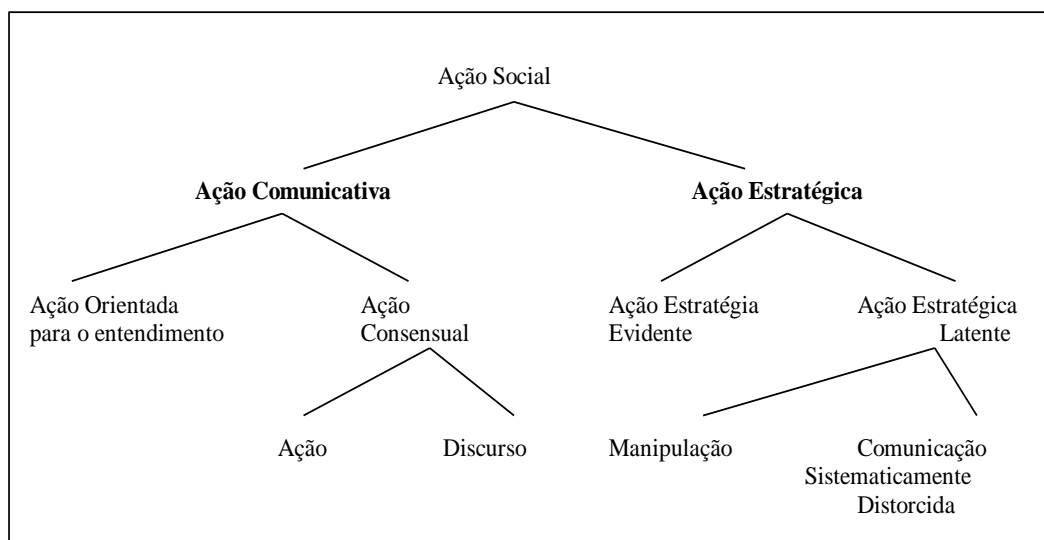 Ação Social
Ação Comunicativa
Ação Estratégica
Ação Orientada
para o entendimento
Ação
Consensual
Ação Estratégia
Evidente
Ação Estratégica
Latente
Ação
Discurso
Manipulação
Comunicação
Sistematicamente
Distorcida